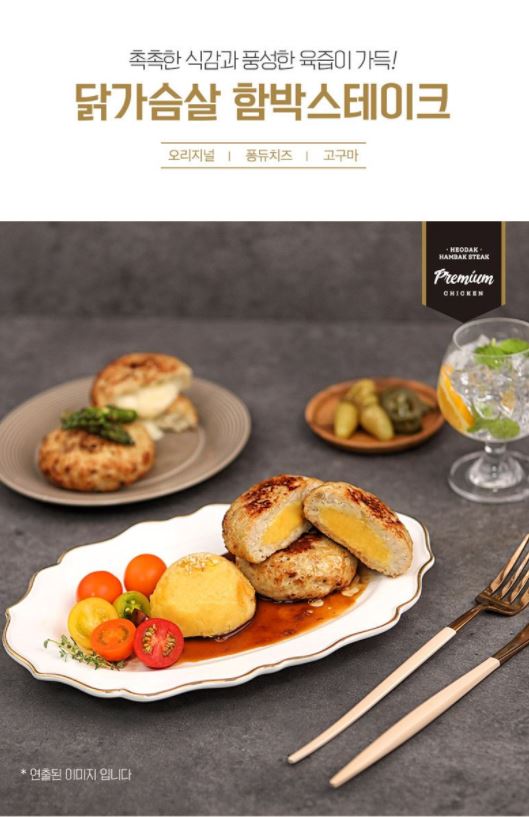 촉촉한 식감과 풍성한 육즙이 가득!
닭가슴살 함박스테이크
오리지널 | 퐁듀치즈 | 고구마
· HEODAK ·
HAMBAK STEAK
Premium
CHICKEN
* 연출된 이미지 입니다